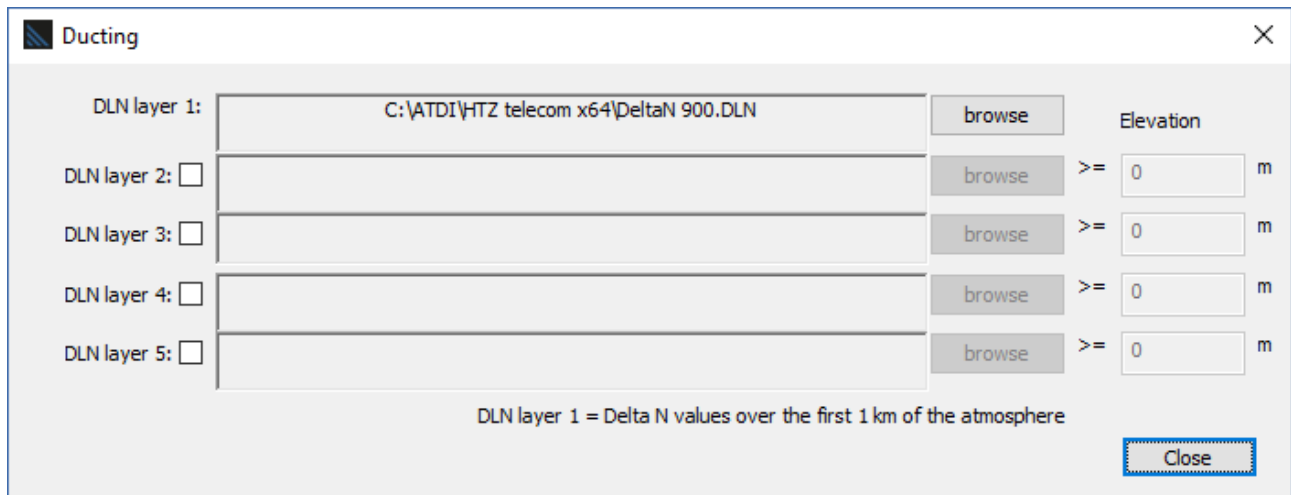 Ducting
DLN layer 1: C:\ATDI\HTZ telecom x64\DeltaN 900.DLN browse Elevation
DLN layer 2: browse >= 0 m
DLN layer 3: browse >= 0 m
DLN layer 4: browse >= 0 m
DLN layer 5: browse >= 0 m
DLN layer 1 = Delta N values over the first 1 km of the atmosphere
Close